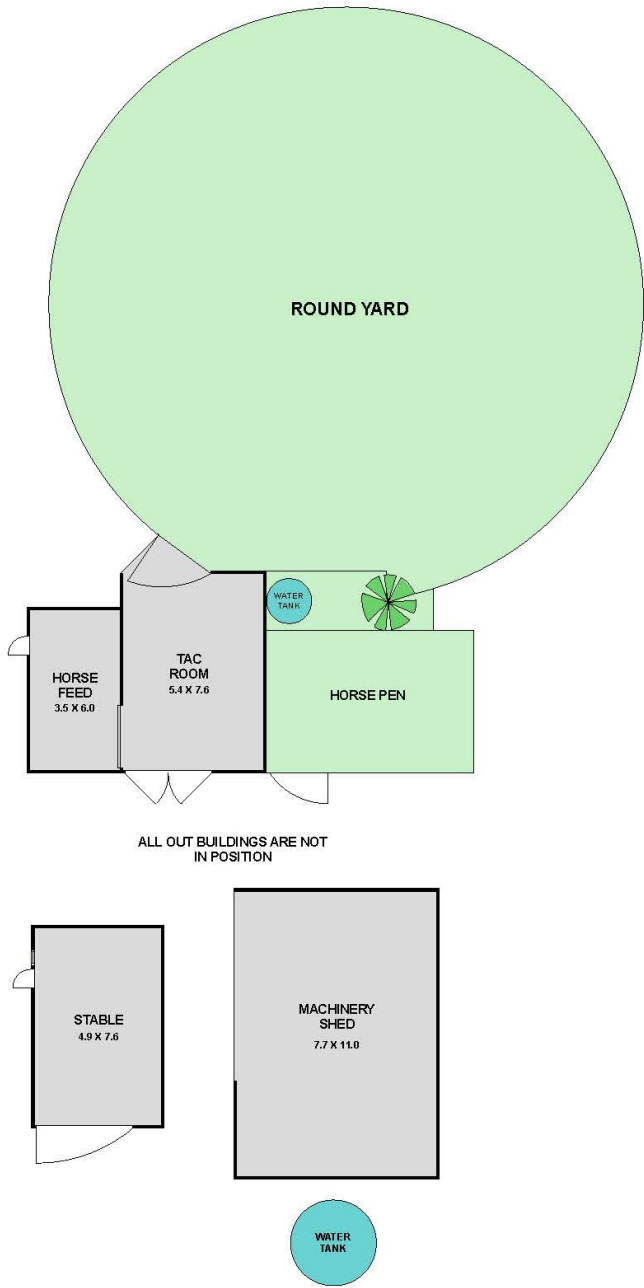 ROUND YARD
WATER
TANK
HORSE
FEED
3.5 X 6.0
TAC
ROOM
5.4 X 7.6
HORSE PEN
ALL OUT BUILDINGS ARE NOT
IN POSITION
STABLE
4.9 X 7.6
MACHINERY
SHED
7.7 X 11.0
WATER
TANK